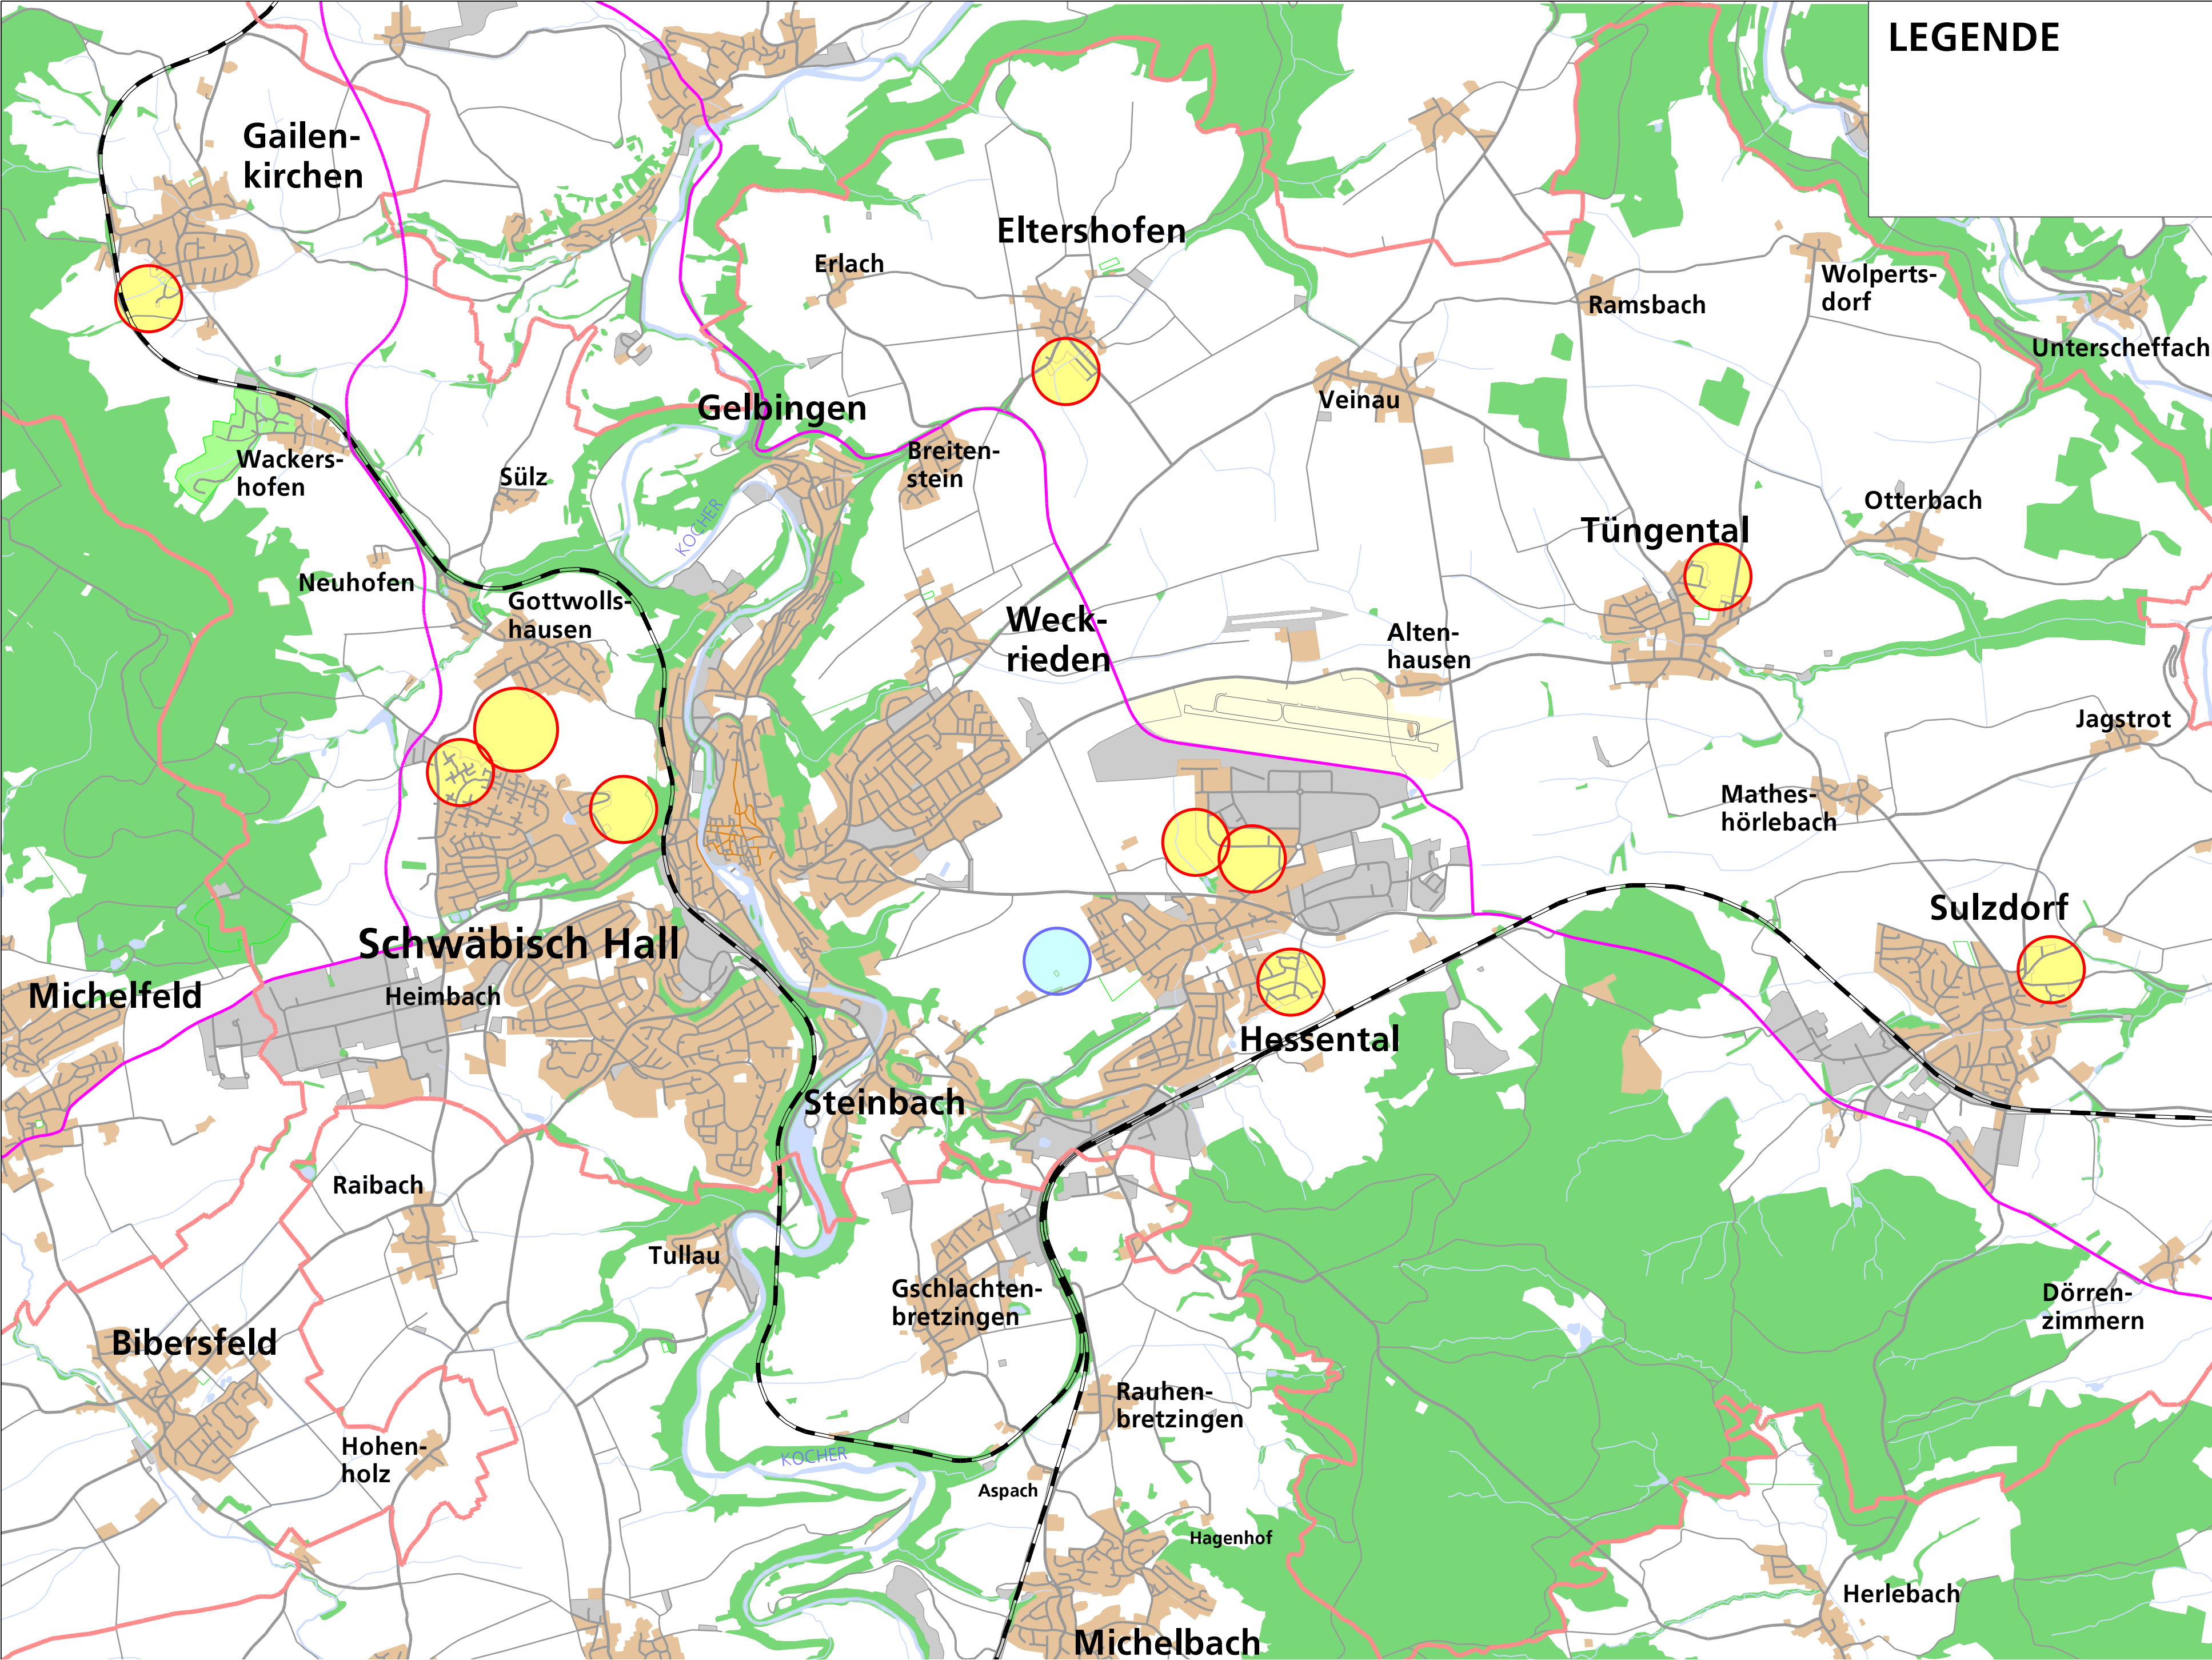 LEGENDE
Gailen-
kirchen
Eltershofen
Erlach
Wolperts-
dorf
Ramsbach
Unterscheffach
Veinau
Gelbingen
Breiten-
stein
Wackers-
hofen
Sülz
KOCHER
Otterbach
Tüngental
Neuhofen
Gottwolls-
hausen
Weck-
rieden
Alten-
hausen
Jagstrot
Mathes-
hörlebach
Sulzdorf
Schwäbisch Hall
Michelfeld
Heimbach
Hessental
Steinbach
Raibach
Tullau
Gschlachten-
bretzingen
Dörren-
zimmern
Bibersfeld
Rauhen-
bretzingen
Hohen-
holz
KOCHER
Aspach
Hagenhof
Herlebach
Michelbach